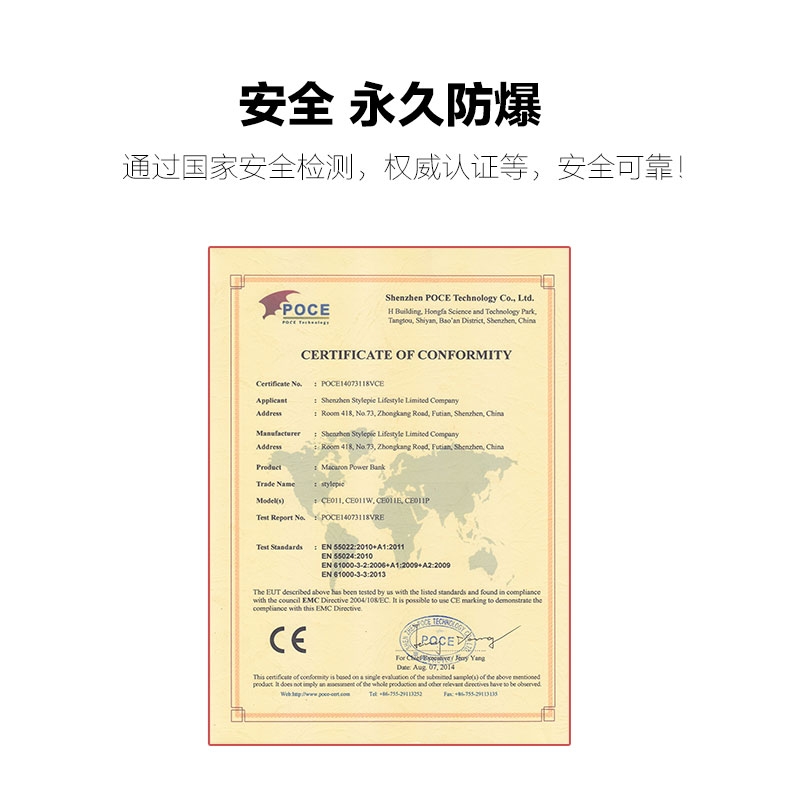 安全 永久防爆
通过国家安全检测，权威认证等，安全可靠！
POCE
POCE Technology
Shenzhen POCE Technology Co., Ltd.
H Building, Hongfa Science and Technology Park,
Tangtou, Shiyan, Bao'an District, Shenzhen, China
CERTIFICATE OF CONFORMITY
Certificate No. : POCE14073118VCE
Applicant : Shenzhen Stylepie Lifestyle Limited Company
Address : Room 418, No.73, Zhongkang Road, Futian, Shenzhen, China
Manufacturer : Shenzhen Stylepie Lifestyle Limited Company
Address : Room 418, No.73, Zhongkang Road, Futian, Shenzhen, China
Product : Macaron Power Bank
Trade Name : stylepie
Model(s) : CE011, CE011W, CE011E, CE011P
Test Report No. : POCE14073118VRE
Test Standards : EN 55022:2010+A1:2011
EN 55024:2010
EN 61000-3-2:2006+A1:2009+A2:2009
EN 61000-3-3:2013
The EUT described above has been tested by us with the listed standards and found in compliance
with the council EMC Directive 2004/108/EC. It is possible to use CE marking to demonstrate the
compliance with this EMC Directive.
CE
POCE
For Chief Executive / Jerry Yang
Date: Aug. 07, 2014
This certificate of conformity is based on a single evaluation of the submitted sample(s) of the above mentioned
product. It does not imply an assessment of the whole production and other relevant directives have to be observed.
Web:http://www.poce-cert.com Tel: +86-755-29113252 Fax: +86-755-29113135